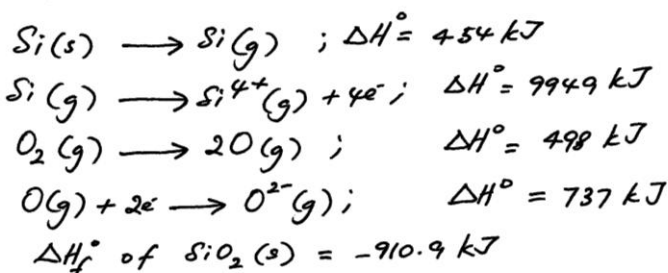 Si(s) → Si(g) ; ΔH° = 454 kJ
Si(g) → Si⁴⁺(g) + 4e⁻ ; ΔH° = 9949 kJ
O₂(g) → 2O(g) ; ΔH° = 498 kJ
O(g) + 2e⁻ → O²⁻(g) ; ΔH° = 737 kJ
ΔHf° of SiO₂(s) = -910.9 kJ